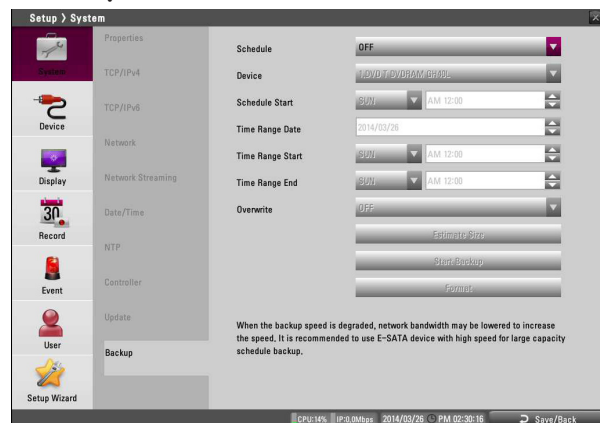 Setup > System
System
Device
Display
30
Record
Event
User
Setup Wizard
Properties
TCP/IPv4
TCP/IPv6
Network
Network Streaming
Date/Time
NTP
Controller
Update
Backup
Schedule OFF
Device 1.DVD T-DVDRAM GH48L
Schedule Start SUN AM 12:00
Time Range Date 2014/03/26
Time Range Start SUN AM 12:00
Time Range End SUN AM 12:00
Overwrite OFF
Estimate Size
Start Backup
Format
When the backup speed is degraded, network bandwidth may be lowered to increase
the speed. It is recommended to use E-SATA device with high speed for large capacity
schedule backup.
CPU:14% IP:0.0Mbps 2014/03/26 PM 02:30:16 Save/Back